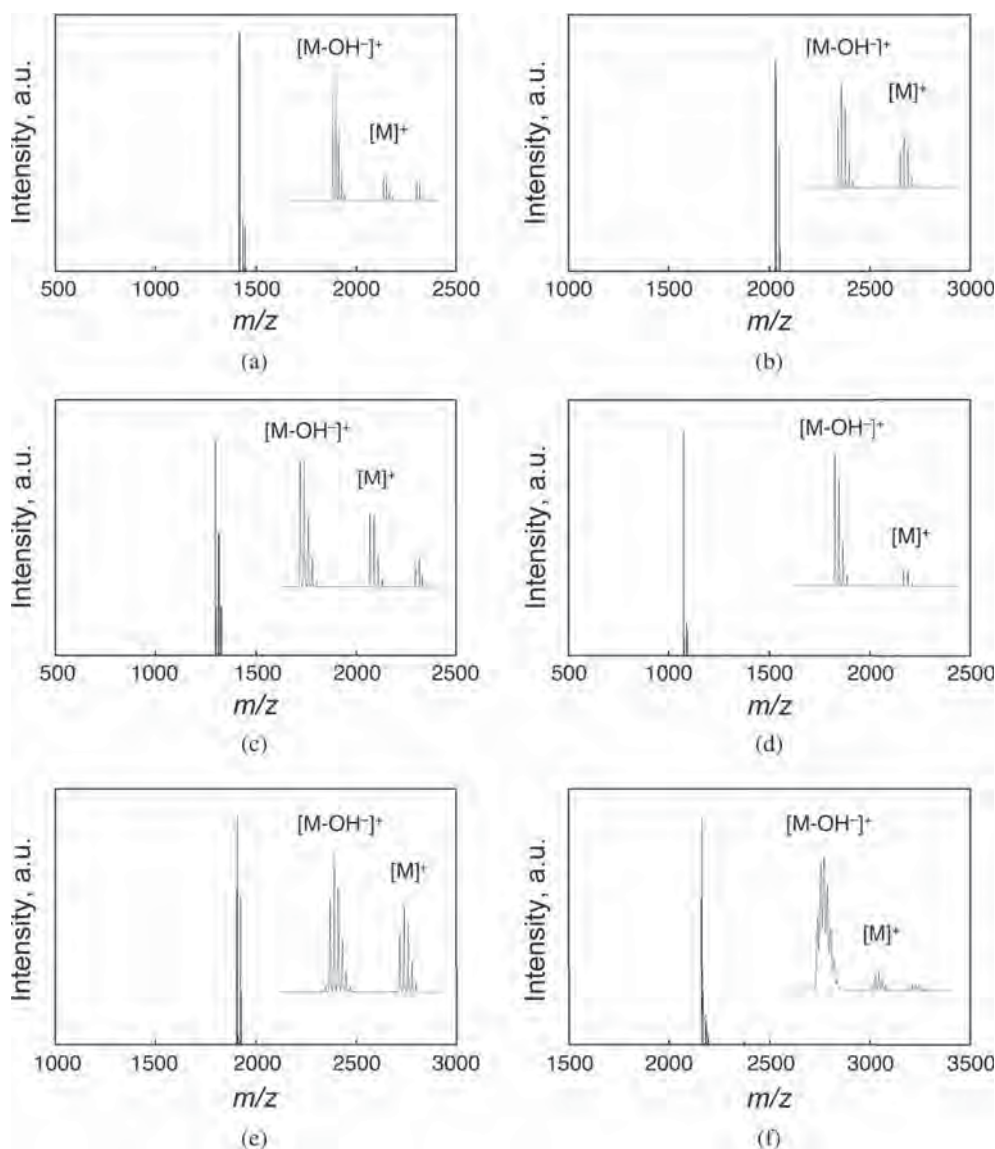 Intensity, a.u.
[M-OH⁻]⁺
[M]⁺
500 1000 1500 2000 2500
m/z
(a)
Intensity, a.u.
[M-OH⁻]⁺
[M]⁺
1000 1500 2000 2500 3000
m/z
(b)
Intensity, a.u.
[M-OH⁻]⁺
[M]⁺
500 1000 1500 2000 2500
m/z
(c)
Intensity, a.u.
[M-OH⁻]⁺
[M]⁺
500 1000 1500 2000 2500
m/z
(d)
Intensity, a.u.
[M-OH⁻]⁺
[M]⁺
1000 1500 2000 2500 3000
m/z
(e)
Intensity, a.u.
[M-OH⁻]⁺
[M]⁺
1500 2000 2500 3000 3500
m/z
(f)